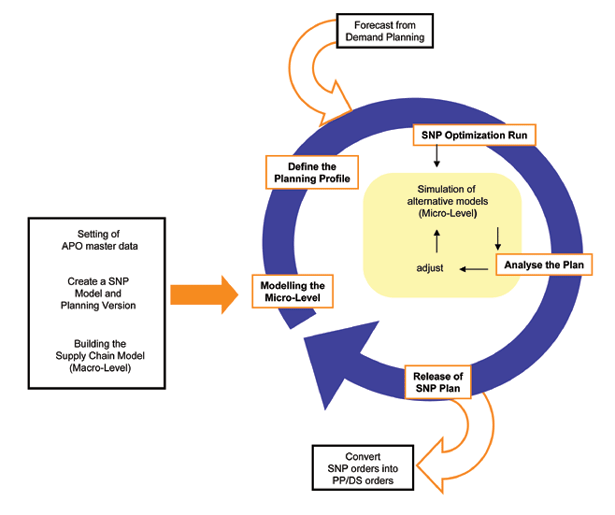 Forecast from
Demand Planning
SNP Optimization Run
Define the
Planning Profile
Simulation of
alternative models
(Micro-Level)
Setting of
APO master data
Create a SNP
Model and
Planning Version
Building the
Supply Chain Model
(Macro-Level)
Modelling the
Micro-Level
adjust
Analyse the Plan
Release of
SNP Plan
Convert
SNP orders into
PP/DS orders